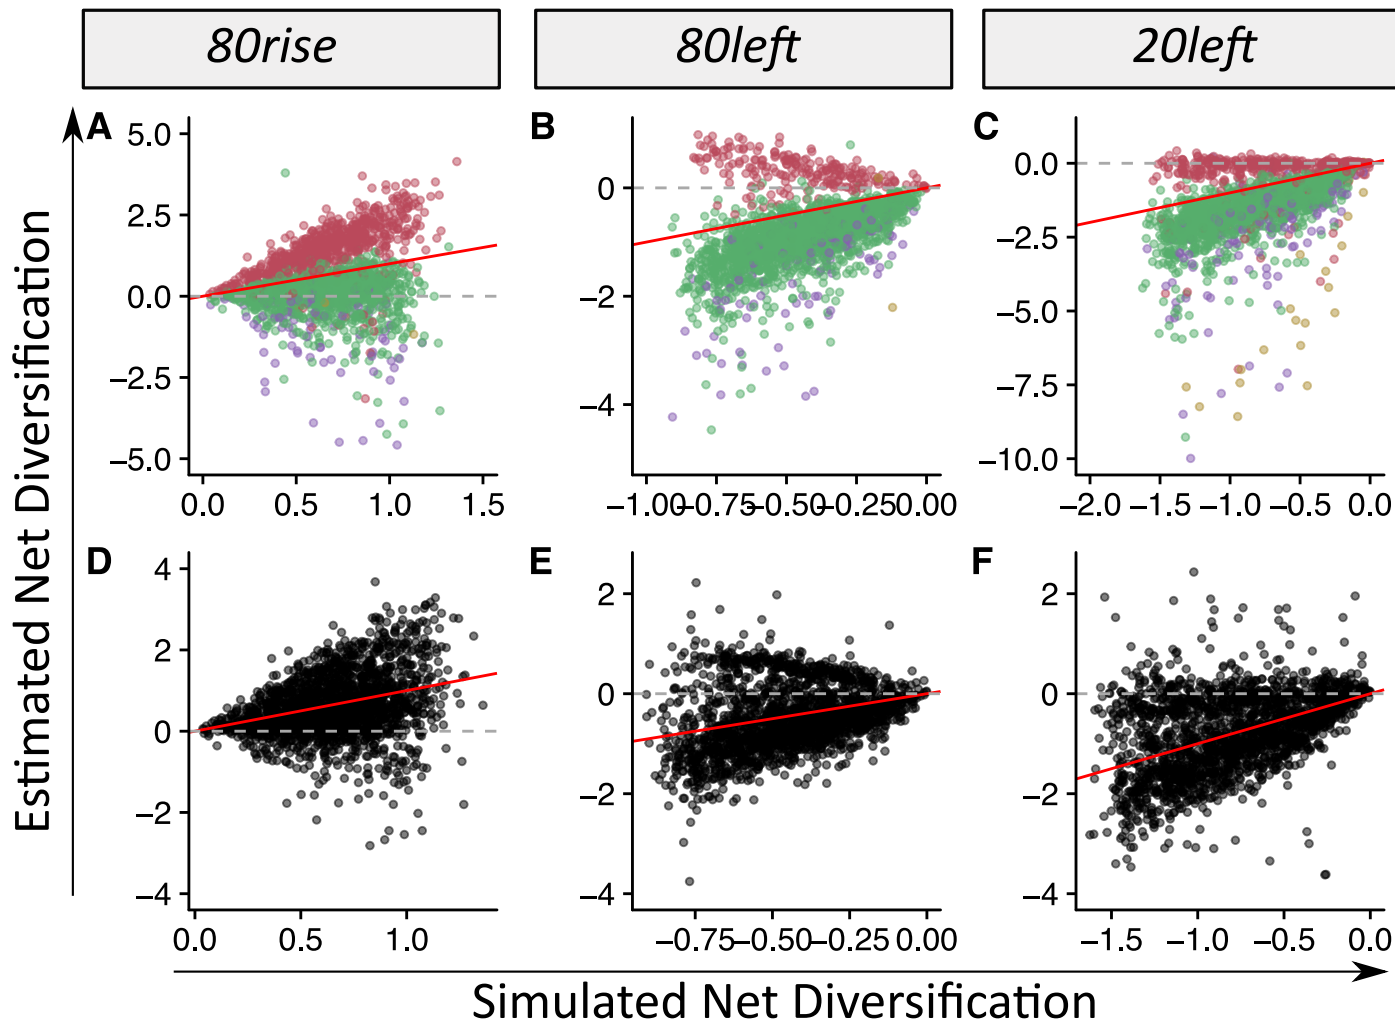 80rise 80left 20left
A B C
5.0 2.5 0.0 −2.5 −5.0
0 −2 −4
0.0 −2.5 −5.0 −7.5 −10.0
0.0 0.5 1.0 1.5
−1.00 −0.75 −0.50 −0.25 0.00
−2.0 −1.5 −1.0 −0.5 0.0
D E F
4 2 0 −2 −4
2 0 −2 −4
2 0 −2 −4
0.0 0.5 1.0
−0.75 −0.50 −0.25 0.00
−1.5 −1.0 −0.5 0.0
Estimated Net Diversification
Simulated Net Diversification